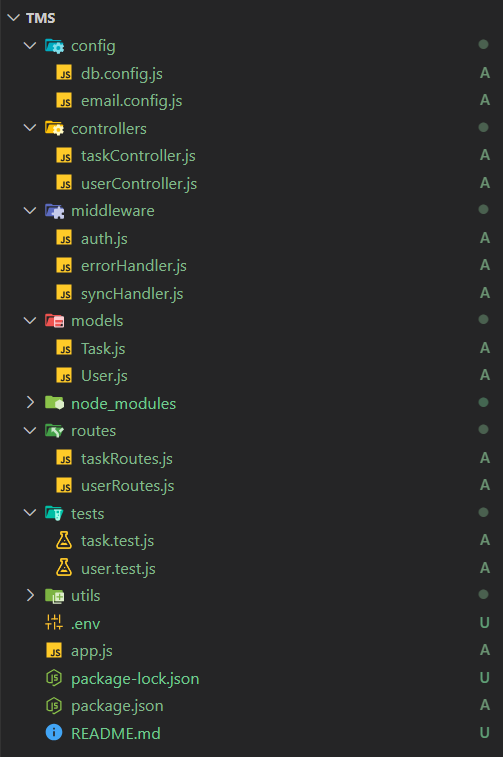 TMS
config
JS db.config.js A
JS email.config.js A
controllers
JS taskController.js A
JS userController.js A
middleware
JS auth.js A
JS errorHandler.js A
JS syncHandler.js A
models
JS Task.js A
JS User.js A
node_modules
routes
JS taskRoutes.js A
JS userRoutes.js A
tests
task.test.js A
user.test.js A
utils
.env U
JS app.js A
JS package-lock.json U
JS package.json A
i README.md U